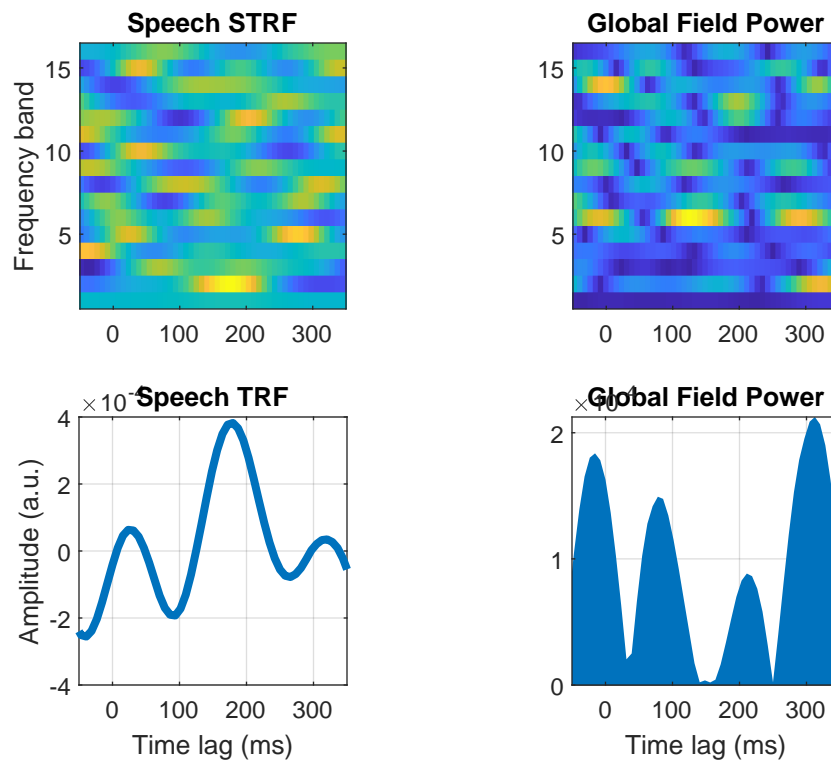 Speech STRF
Global Field Power
Frequency band
15
10
5
0 100 200 300
15
10
5
0 100 200 300
× 10^-4
Speech TRF
Global Field Power
Amplitude (a.u.)
4
2
0
-2
-4
0 100 200 300
Time lag (ms)
2
1
0
0 100 200 300
Time lag (ms)